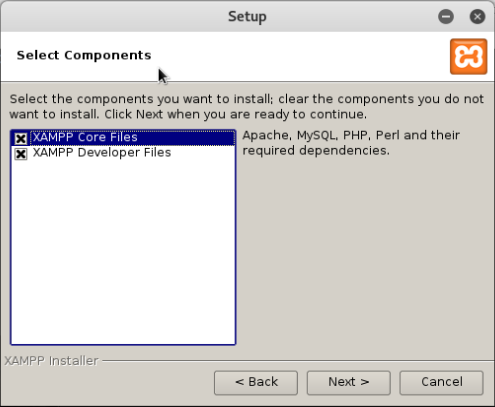 Setup
Select Components
Select the components you want to install; clear the components you do not
want to install. Click Next when you are ready to continue.
XAMPP Core Files
XAMPP Developer Files
Apache, MySQL, PHP, Perl and their
required dependencies.
XAMPP Installer
< Back
Next >
Cancel